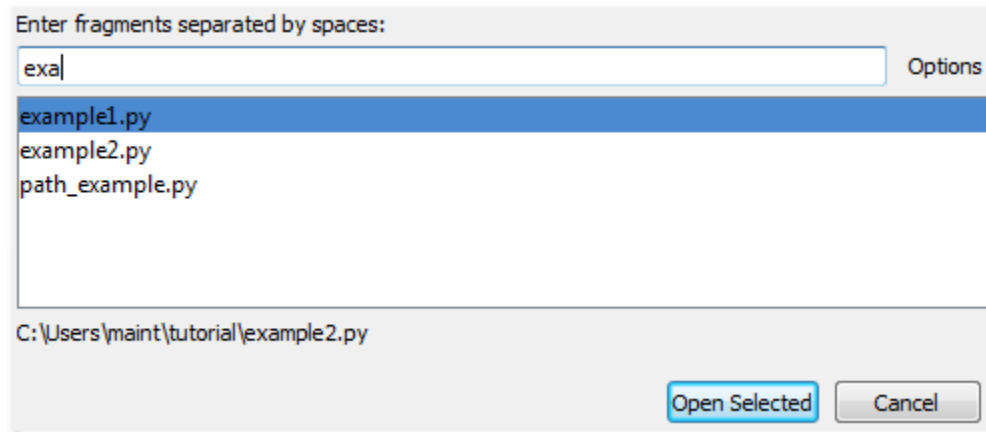 Enter fragments separated by spaces:
exa
Options
example1.py
example2.py
path_example.py
C:\Users\maint\tutorial\example2.py
Open Selected Cancel